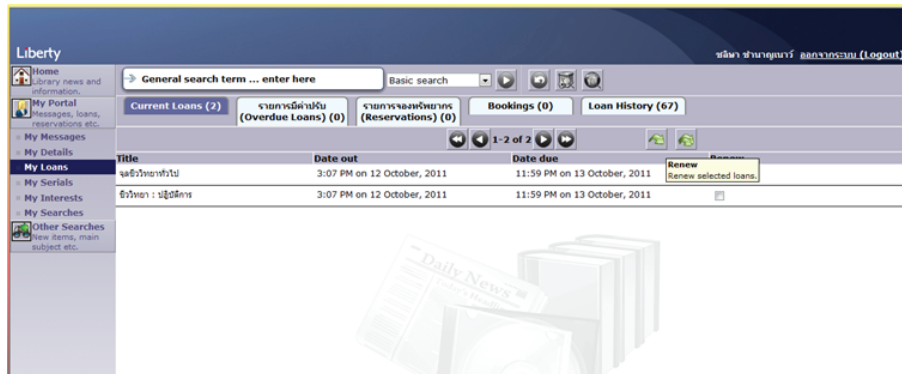 Liberty
ชลิษา ชำนาญเนาว์ ออกจากระบบ (Logout)
Home
Library news and
information.
General search term ... enter here
Basic search
My Portal
Messages, loans,
reservations etc.
Current Loans (2)
รายการมีค่าปรับ
(Overdue Loans) (0)
รายการจองทรัพยากร
(Reservations) (0)
Bookings (0)
Loan History (67)
My Messages
1-2 of 2
My Details
Title Date out Date due Renew
My Loans
จุลชีววิทยาทั่วไป 3:07 PM on 12 October, 2011 11:59 PM on 13 October, 2011
Renew
Renew selected loans.
My Serials
ชีววิทยา : ปฏิบัติการ 3:07 PM on 12 October, 2011 11:59 PM on 13 October, 2011
My Interests
My Searches
Other Searches
New items, main
subject etc.
Daily News